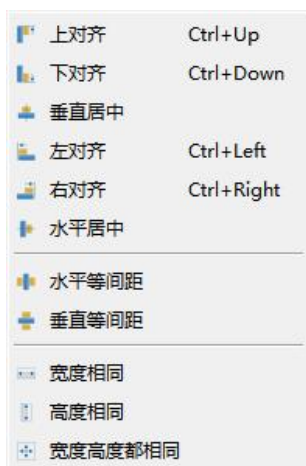 上对齐 Ctrl+Up
下对齐 Ctrl+Down
垂直居中
左对齐 Ctrl+Left
右对齐 Ctrl+Right
水平居中
水平等间距
垂直等间距
宽度相同
高度相同
宽度高度都相同